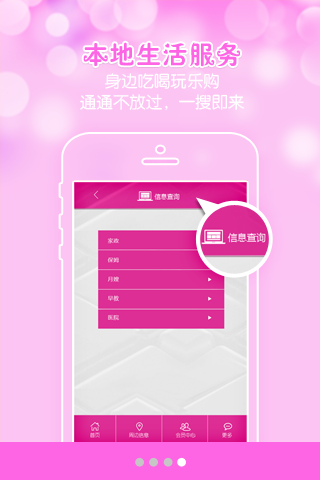 本地生活服务
身边吃喝玩乐购
通通不放过，一搜即来
信息查询
信息查询
家政
保姆
月嫂
早教
医院
首页
周边信息
会员中心
更多